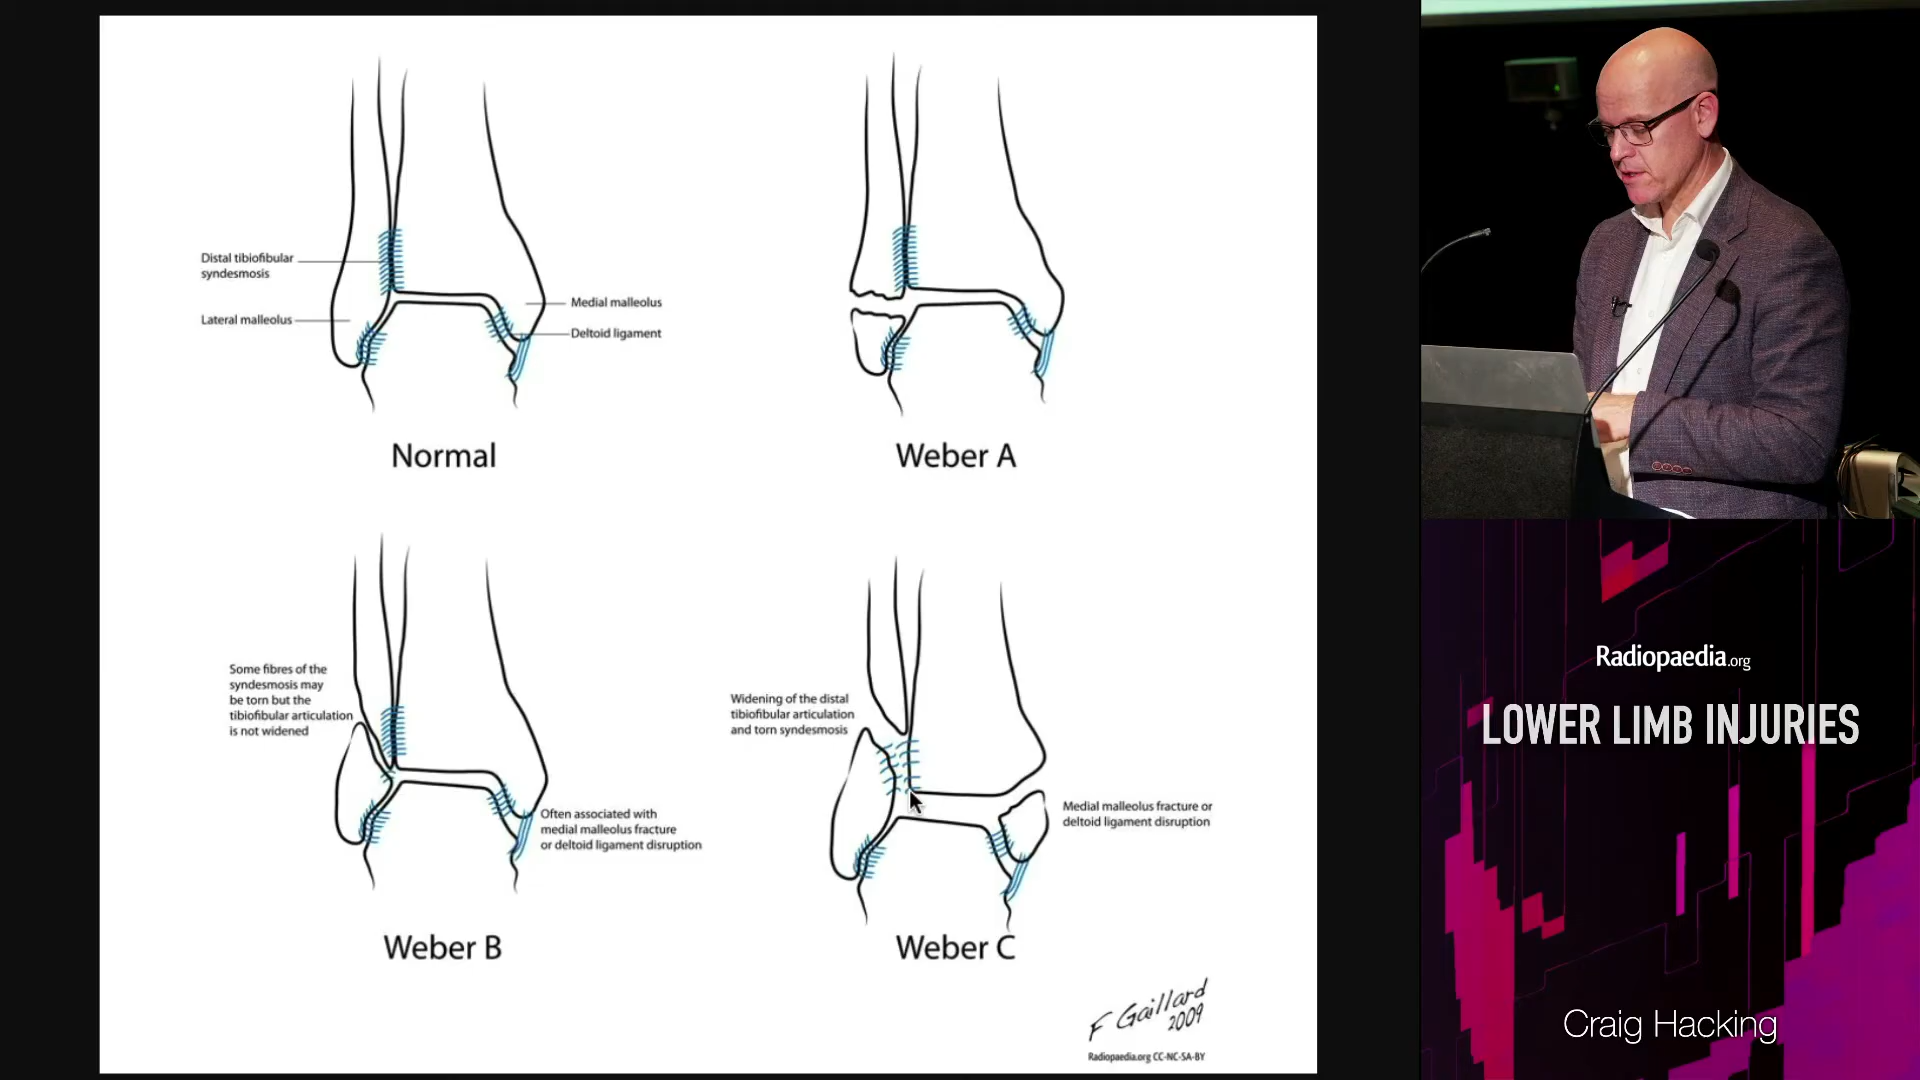 Distal tibiofibular
syndesmosis
Lateral malleolus
Medial malleolus
Deltoid ligament
Normal
Weber A
Some fibres of the
syndesmosis may
be torn but the
tibiofibular articulation
is not widened
Often associated with
medial malleolus fracture
or deltoid ligament disruption
Weber B
Widening of the distal
tibiofibular articulation
and torn syndesmosis
Medial malleolus fracture or
deltoid ligament disruption
Weber C
F Gaillard
2009
Radiopaedia.org CC-NC-SA-BY
Radiopaedia.org
LOWER LIMB INJURIES
Craig Hacking